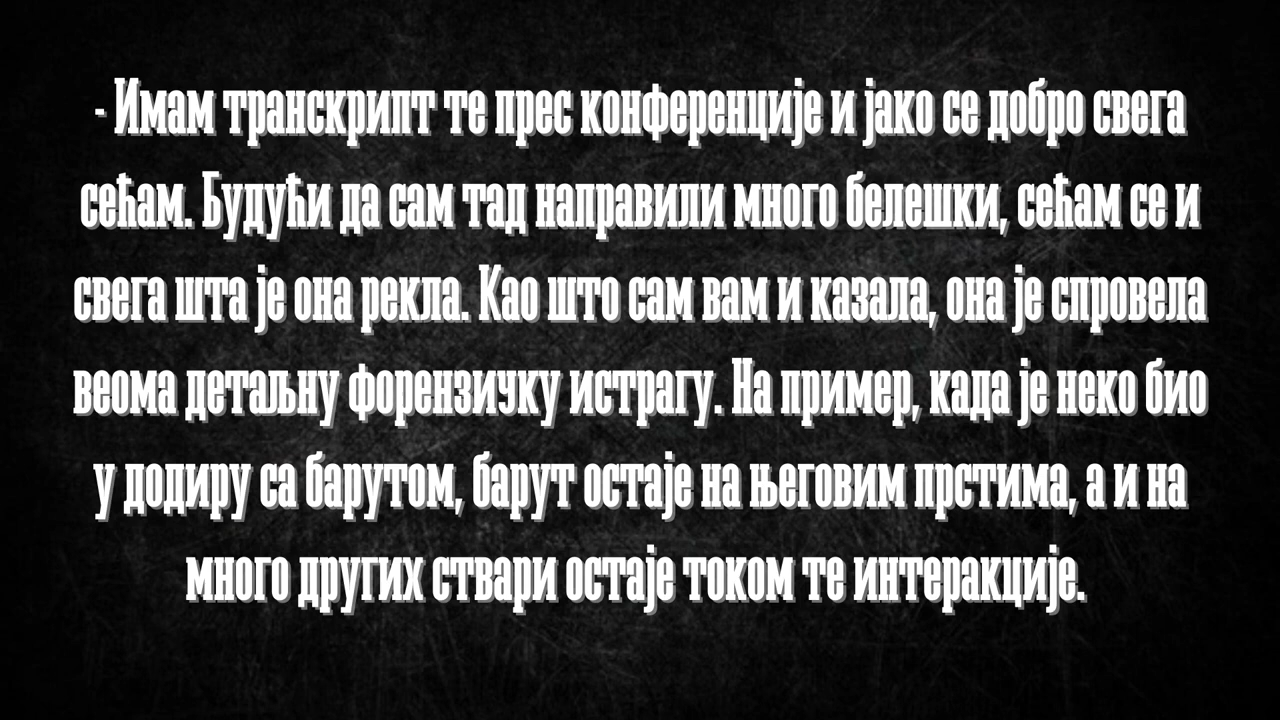 - Имам транскрипт те прес конференције и јако се добро свега
сећам. Будући да сам тад направили много белешки, сећам се и
свега шта је она рекла. Као што сам вам и казала, она је спровела
веома детаљну форензичку истрагу. На пример, када је неко био
у додиру са барутом, барут остаје на његовим прстима, а и на
много других ствари остаје током те интеракције.